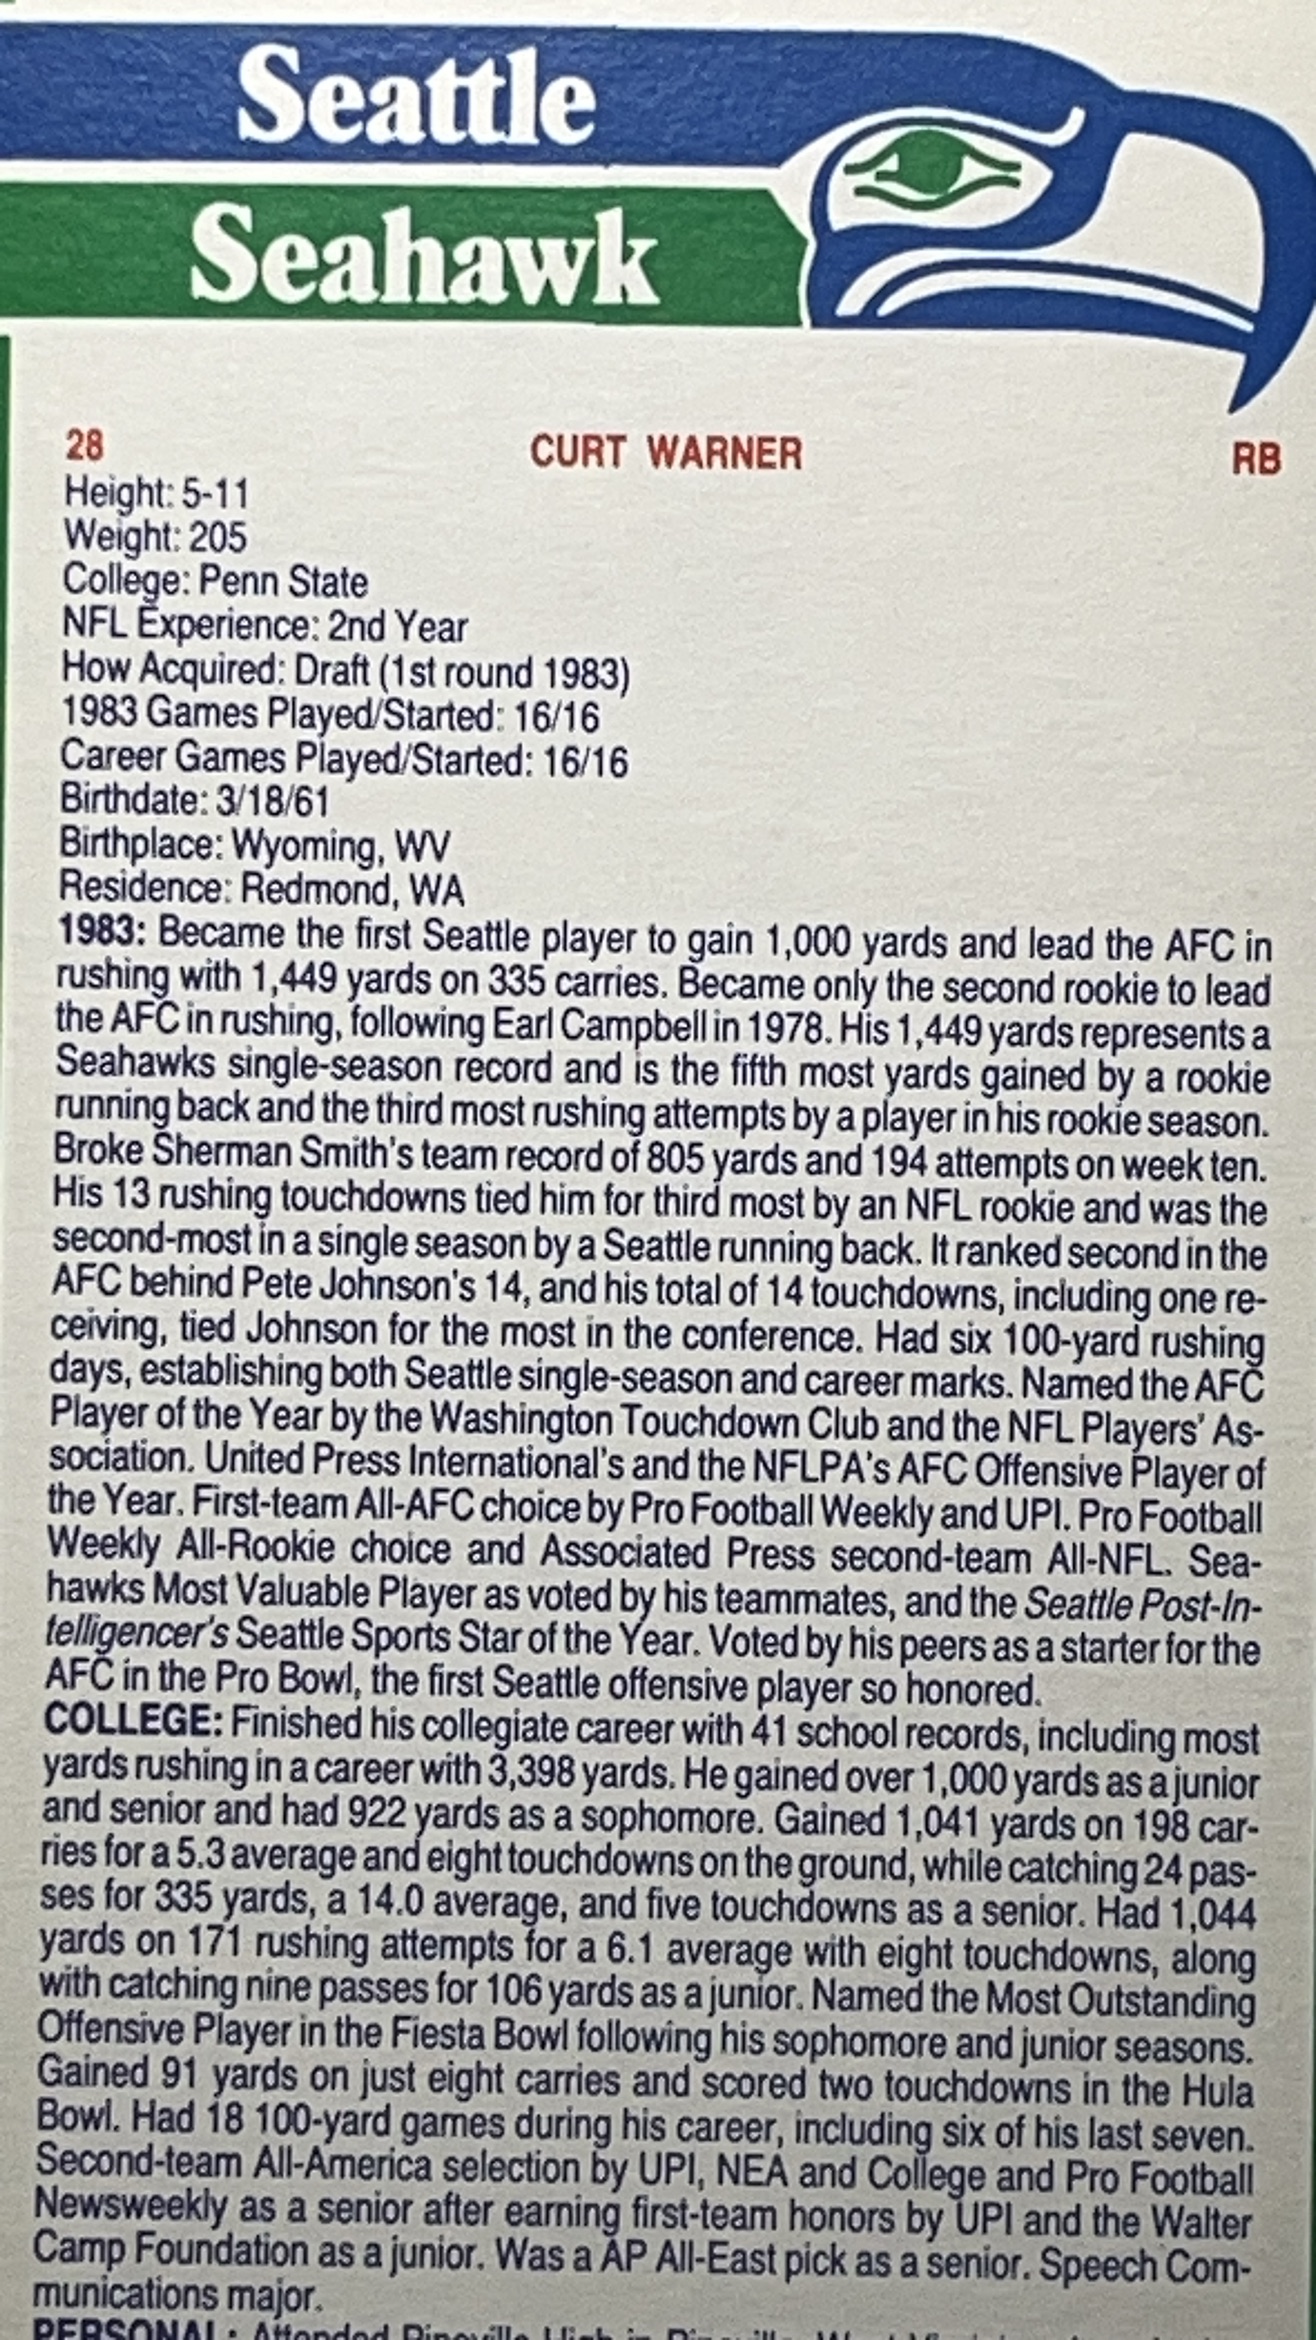 Seattle
Seahawk
28 CURT WARNER RB
Height: 5-11
Weight: 205
College: Penn State
NFL Experience: 2nd Year
How Acquired: Draft (1st round 1983)
1983 Games Played/Started: 16/16
Career Games Played/Started: 16/16
Birthdate: 3/18/61
Birthplace: Wyoming, WV
Residence: Redmond, WA
1983: Became the first Seattle player to gain 1,000 yards and lead the AFC in
rushing with 1,449 yards on 335 carries. Became only the second rookie to lead
the AFC in rushing, following Earl Campbell in 1978. His 1,449 yards represents a
Seahawks single-season record and is the fifth most yards gained by a rookie
running back and the third most rushing attempts by a player in his rookie season.
Broke Sherman Smith's team record of 805 yards and 194 attempts on week ten.
His 13 rushing touchdowns tied him for third most by an NFL rookie and was the
second-most in a single season by a Seattle running back. It ranked second in the
AFC behind Pete Johnson's 14, and his total of 14 touchdowns, including one re-
ceiving, tied Johnson for the most in the conference. Had six 100-yard rushing
days, establishing both Seattle single-season and career marks. Named the AFC
Player of the Year by the Washington Touchdown Club and the NFL Players' As-
sociation. United Press International's and the NFLPA's AFC Offensive Player of
the Year. First-team All-AFC choice by Pro Football Weekly and UPI. Pro Football
Weekly All-Rookie choice and Associated Press second-team All-NFL. Sea-
hawks Most Valuable Player as voted by his teammates, and the Seattle Post-In-
telligencer's Seattle Sports Star of the Year. Voted by his peers as a starter for the
AFC in the Pro Bowl, the first Seattle offensive player so honored.
COLLEGE: Finished his collegiate career with 41 school records, including most
yards rushing in a career with 3,398 yards. He gained over 1,000 yards as a junior
and senior and had 922 yards as a sophomore. Gained 1,041 yards on 198 car-
ries for a 5.3 average and eight touchdowns on the ground, while catching 24 pas-
ses for 335 yards, a 14.0 average, and five touchdowns as a senior. Had 1,044
yards on 171 rushing attempts for a 6.1 average with eight touchdowns, along
with catching nine passes for 106 yards as a junior. Named the Most Outstanding
Offensive Player in the Fiesta Bowl following his sophomore and junior seasons.
Gained 91 yards on just eight carries and scored two touchdowns in the Hula
Bowl. Had 18 100-yard games during his career, including six of his last seven.
Second-team All-America selection by UPI, NEA and College and Pro Football
Newsweekly as a senior after earning first-team honors by UPI and the Walter
Camp Foundation as a junior. Was a AP All-East pick as a senior. Speech Com-
munications major.
PERSONAL: Attended Pineville High in Pineville, West